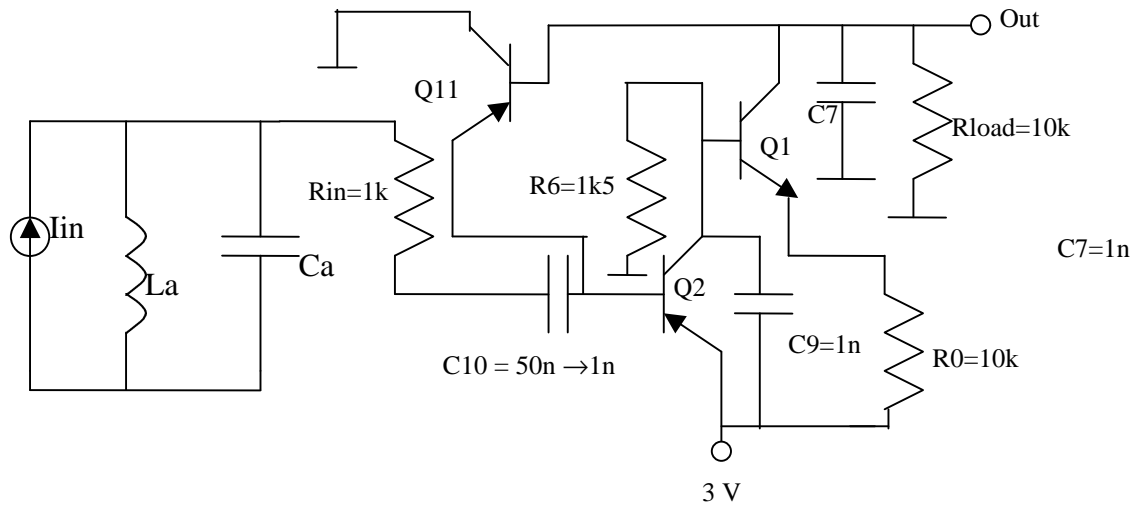 Out
Q11
C7
Q1
Rload=10k
Rin=1k
R6=1k5
Iin
C7=1n
La
Ca
Q2
C9=1n
R0=10k
C10 = 50n →1n
3 V